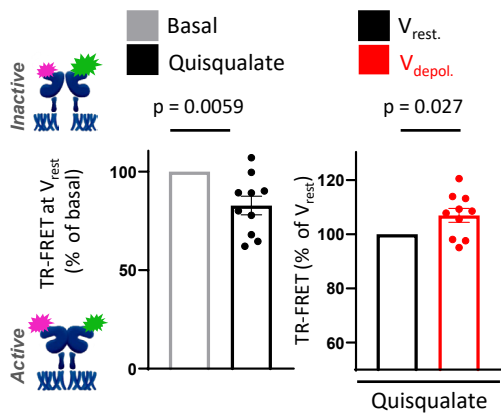 Basal
Quisqualate
p = 0.0059
Inactive
Active
TR-FRET at Vrest
(% of basal)
100
50
0
Vrest.
Vdepol.
p = 0.027
TR-FRET (% of Vrest)
120
100
80
60
Quisqualate